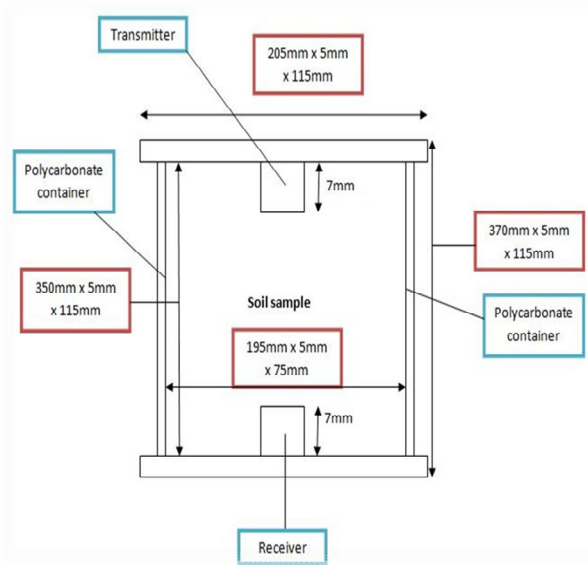 Transmitter
205mm x 5mm
x 115mm
Polycarbonate
container
7mm
370mm x 5mm
x 115mm
350mm x 5mm
x 115mm
Soil sample
Polycarbonate
container
195mm x 5mm
x 75mm
7mm
Receiver